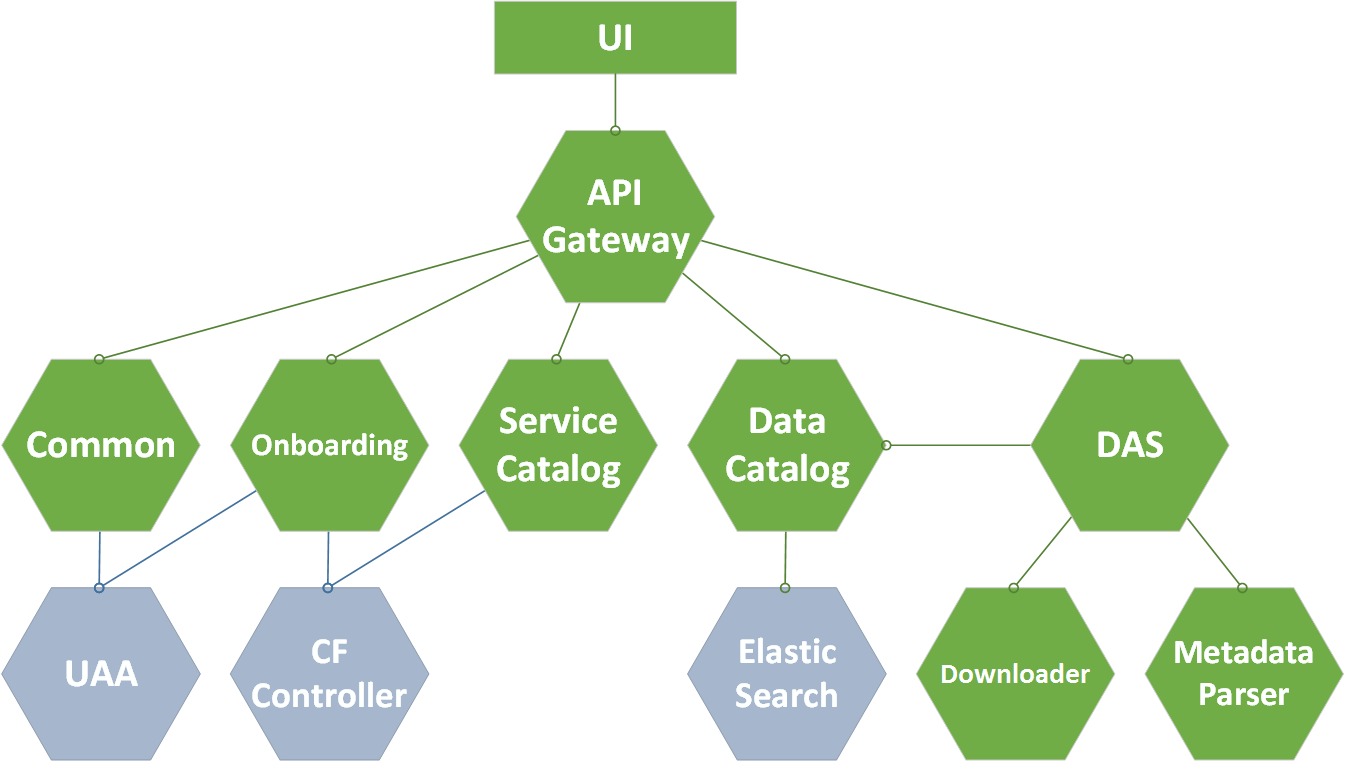 UI
API
Gateway
Common
Onboarding
Service
Catalog
Data
Catalog
DAS
UAA
CF
Controller
Elastic
Search
Downloader
Metadata
Parser